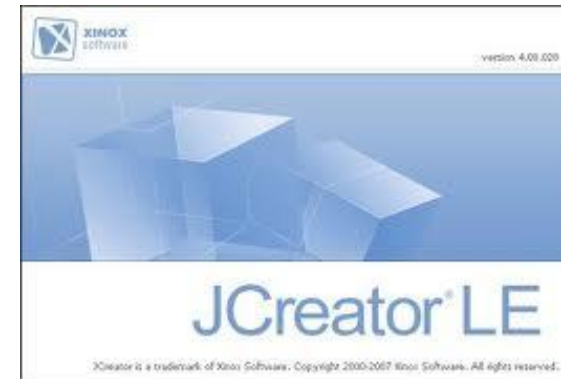 XINOX
software
version 4.00.028
JCreator® LE
JCreator is a trademark of Xinox Software. Copyright 2000-2007 Xinox Software. All rights reserved.